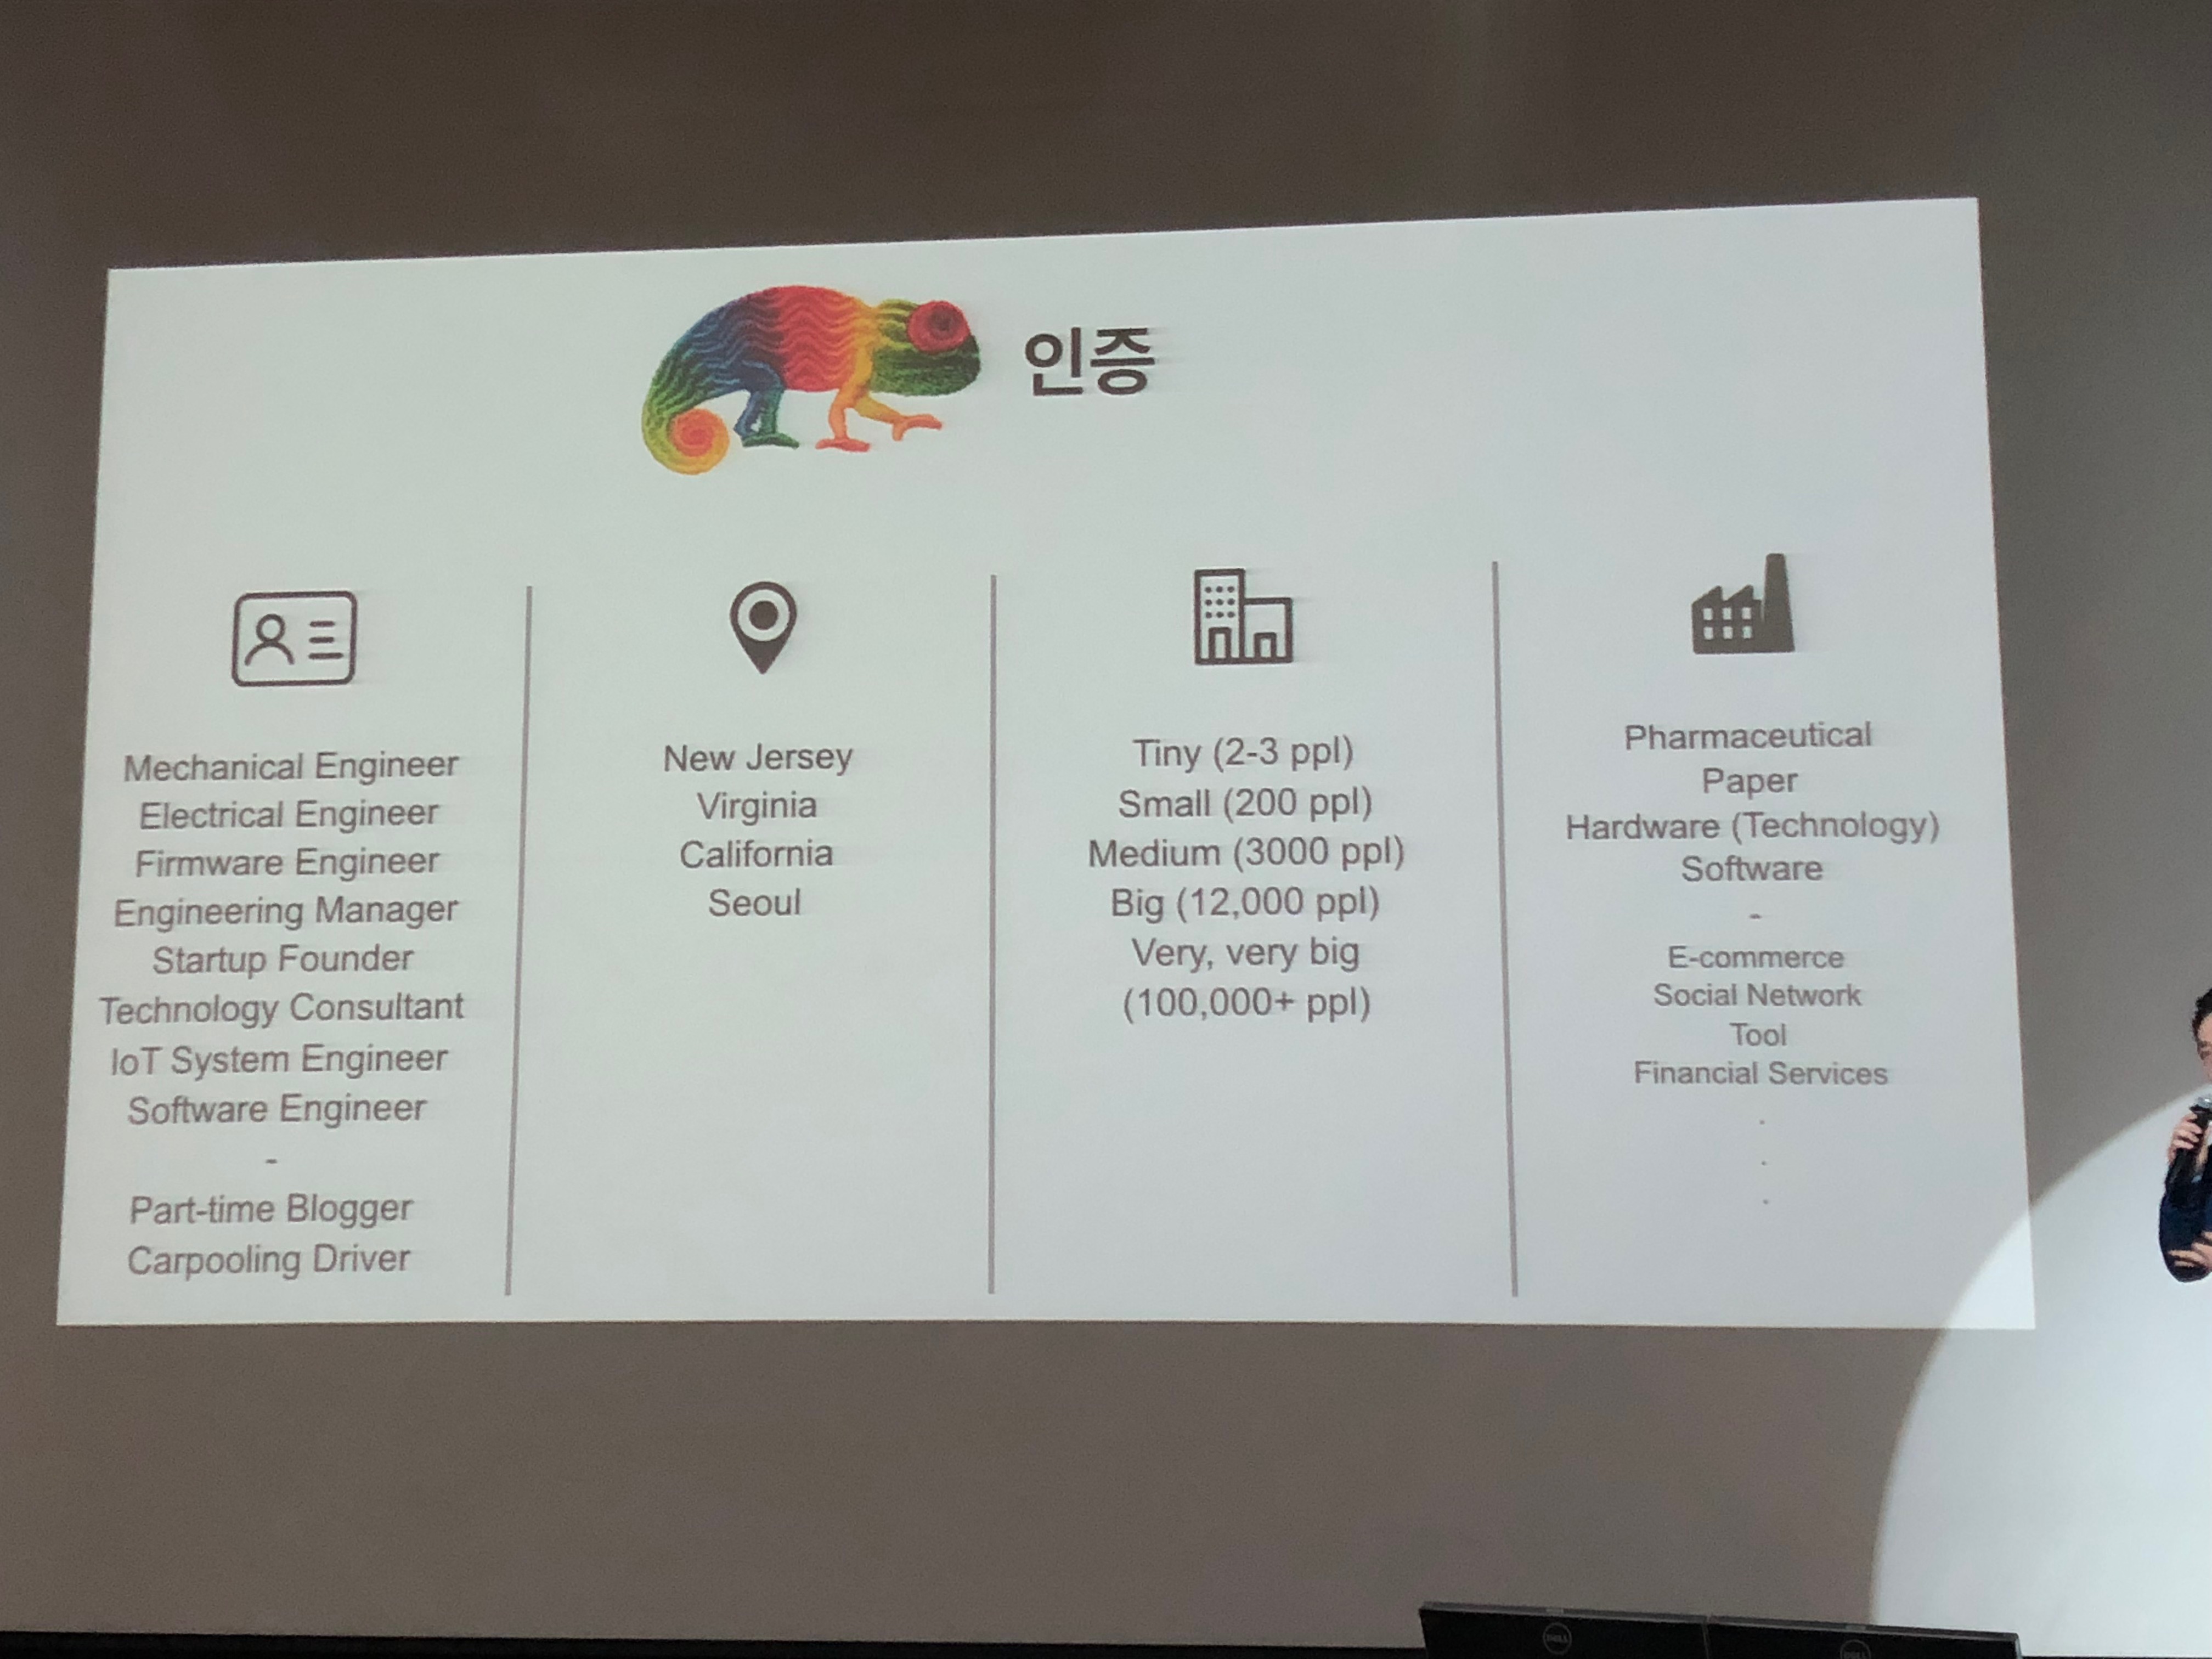 인증
Mechanical Engineer
Electrical Engineer
Firmware Engineer
Engineering Manager
Startup Founder
Technology Consultant
IoT System Engineer
Software Engineer
-
Part-time Blogger
Carpooling Driver
New Jersey
Virginia
California
Seoul
Tiny (2-3 ppl)
Small (200 ppl)
Medium (3000 ppl)
Big (12,000 ppl)
Very, very big
(100,000+ ppl)
Pharmaceutical
Paper
Hardware (Technology)
Software
-
E-commerce
Social Network
Tool
Financial Services
.
.
.
DELL
DELL